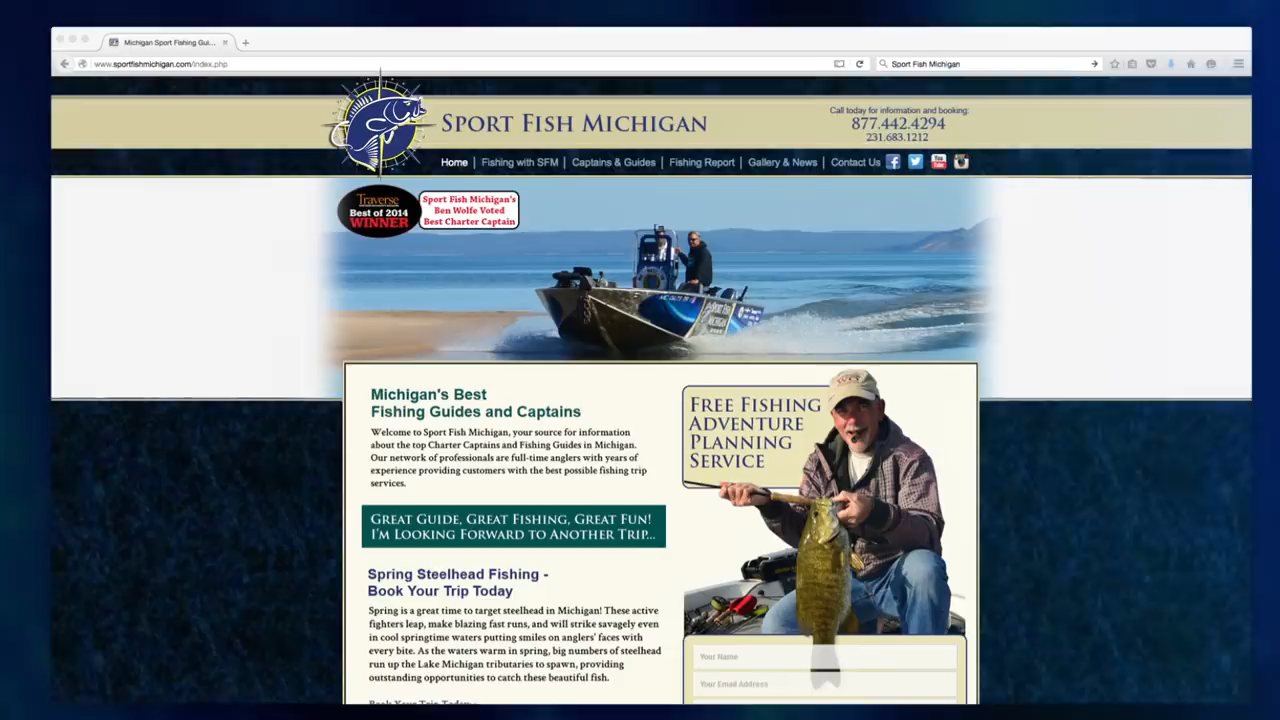 Michigan Sport Fishing Gui...
www.sportfishmichigan.com/index.php
Sport Fish Michigan
SPORT FISH MICHIGAN
Call today for information and booking:
877.442.4294
231.683.1212
Home | Fishing with SFM | Captains & Guides | Fishing Report | Gallery & News | Contact Us
Traverse
Best of 2014
WINNER
Sport Fish Michigan's
Ben Wolfe Voted
Best Charter Captain
Michigan's Best
Fishing Guides and Captains
Welcome to Sport Fish Michigan, your source for information
about the top Charter Captains and Fishing Guides in Michigan.
Our network of professionals are full-time anglers with years of
experience providing customers with the best possible fishing trip
services.
GREAT GUIDE, GREAT FISHING, GREAT FUN!
I'M LOOKING FORWARD TO ANOTHER TRIP...
Spring Steelhead Fishing -
Book Your Trip Today
Spring is a great time to target steelhead in Michigan! These active
fighters leap, make blazing fast runs, and will strike savagely even
in cool springtime waters putting smiles on anglers' faces with
every bite. As the waters warm in spring, big numbers of steelhead
run up the Lake Michigan tributaries to spawn, providing
outstanding opportunities to catch these beautiful fish.
Book Your Trip Today
FREE FISHING
ADVENTURE
PLANNING
SERVICE
Your Name
Your Email Address